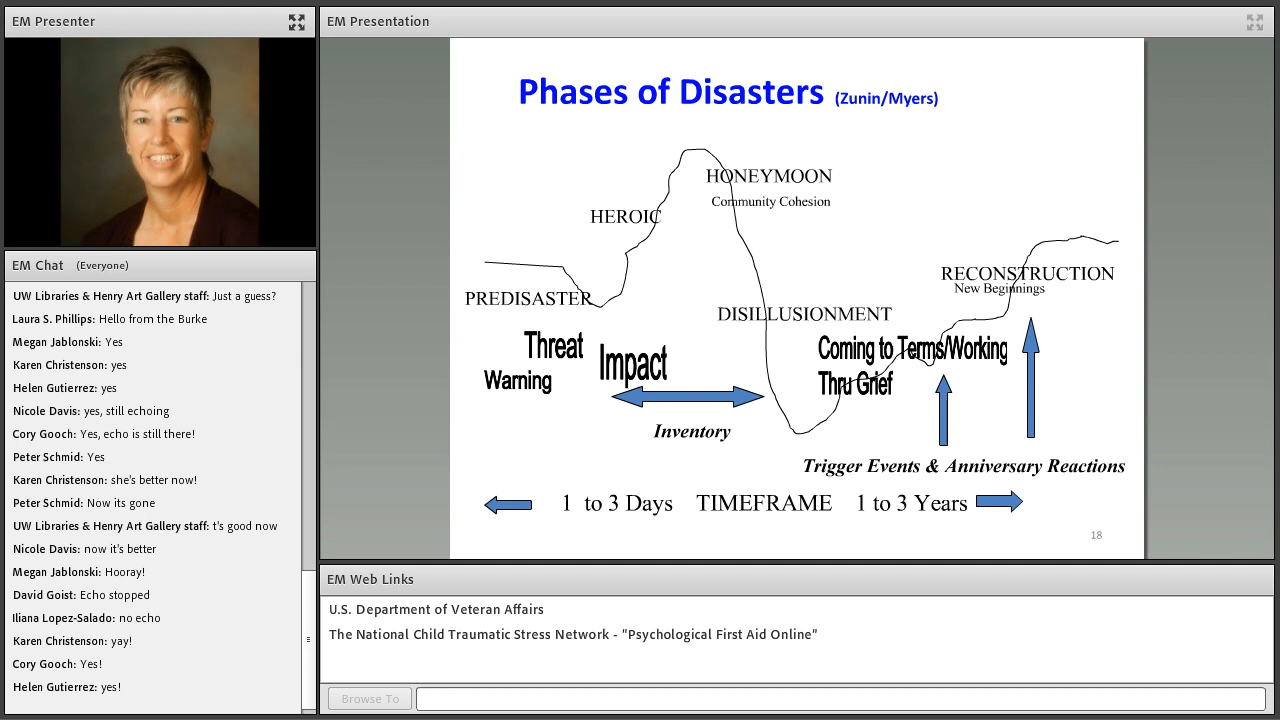 EM Presenter
EM Chat (Everyone)
UW Libraries & Henry Art Gallery staff: Just a guess?
Laura S. Phillips: Hello from the Burke
Megan Jablonski: Yes
Karen Christenson: yes
Helen Gutierrez: yes
Nicole Davis: yes, still echoing
Cory Gooch: Yes, echo is still there!
Peter Schmid: Yes
Karen Christenson: she's better now!
Peter Schmid: Now its gone
UW Libraries & Henry Art Gallery staff: t's good now
Nicole Davis: now it's better
Megan Jablonski: Hooray!
David Goist: Echo stopped
Iliana Lopez-Salado: no echo
Karen Christenson: yay!
Cory Gooch: Yes!
Helen Gutierrez: yes!
EM Presentation
Phases of Disasters (Zunin/Myers)
HONEYMOON
Community Cohesion
HEROIC
RECONSTRUCTION
New Beginnings
PREDISASTER
DISILLUSIONMENT
Threat
Impact
Warning
Coming to Terms/Working
Thru Grief
Inventory
Trigger Events & Anniversary Reactions
1 to 3 Days TIMEFRAME 1 to 3 Years
18
EM Web Links
U.S. Department of Veteran Affairs
The National Child Traumatic Stress Network - "Psychological First Aid Online"
Browse To